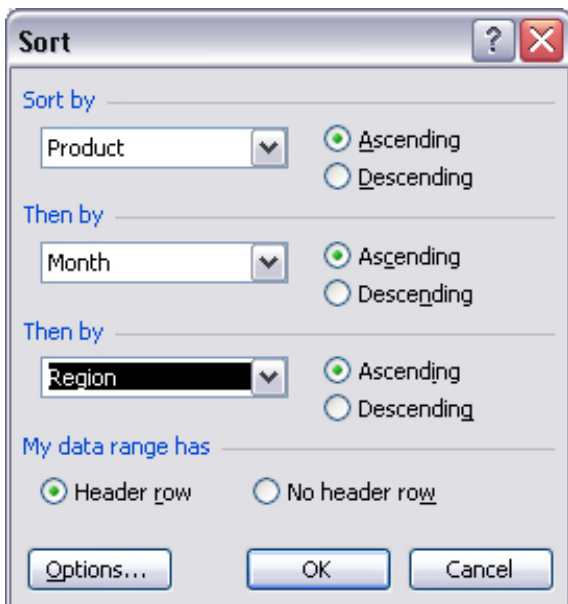 Sort ?
Sort by
Product Ascending
Descending
Then by
Month Ascending
Descending
Then by
Region Ascending
Descending
My data range has
Header row No header row
Options... OK Cancel